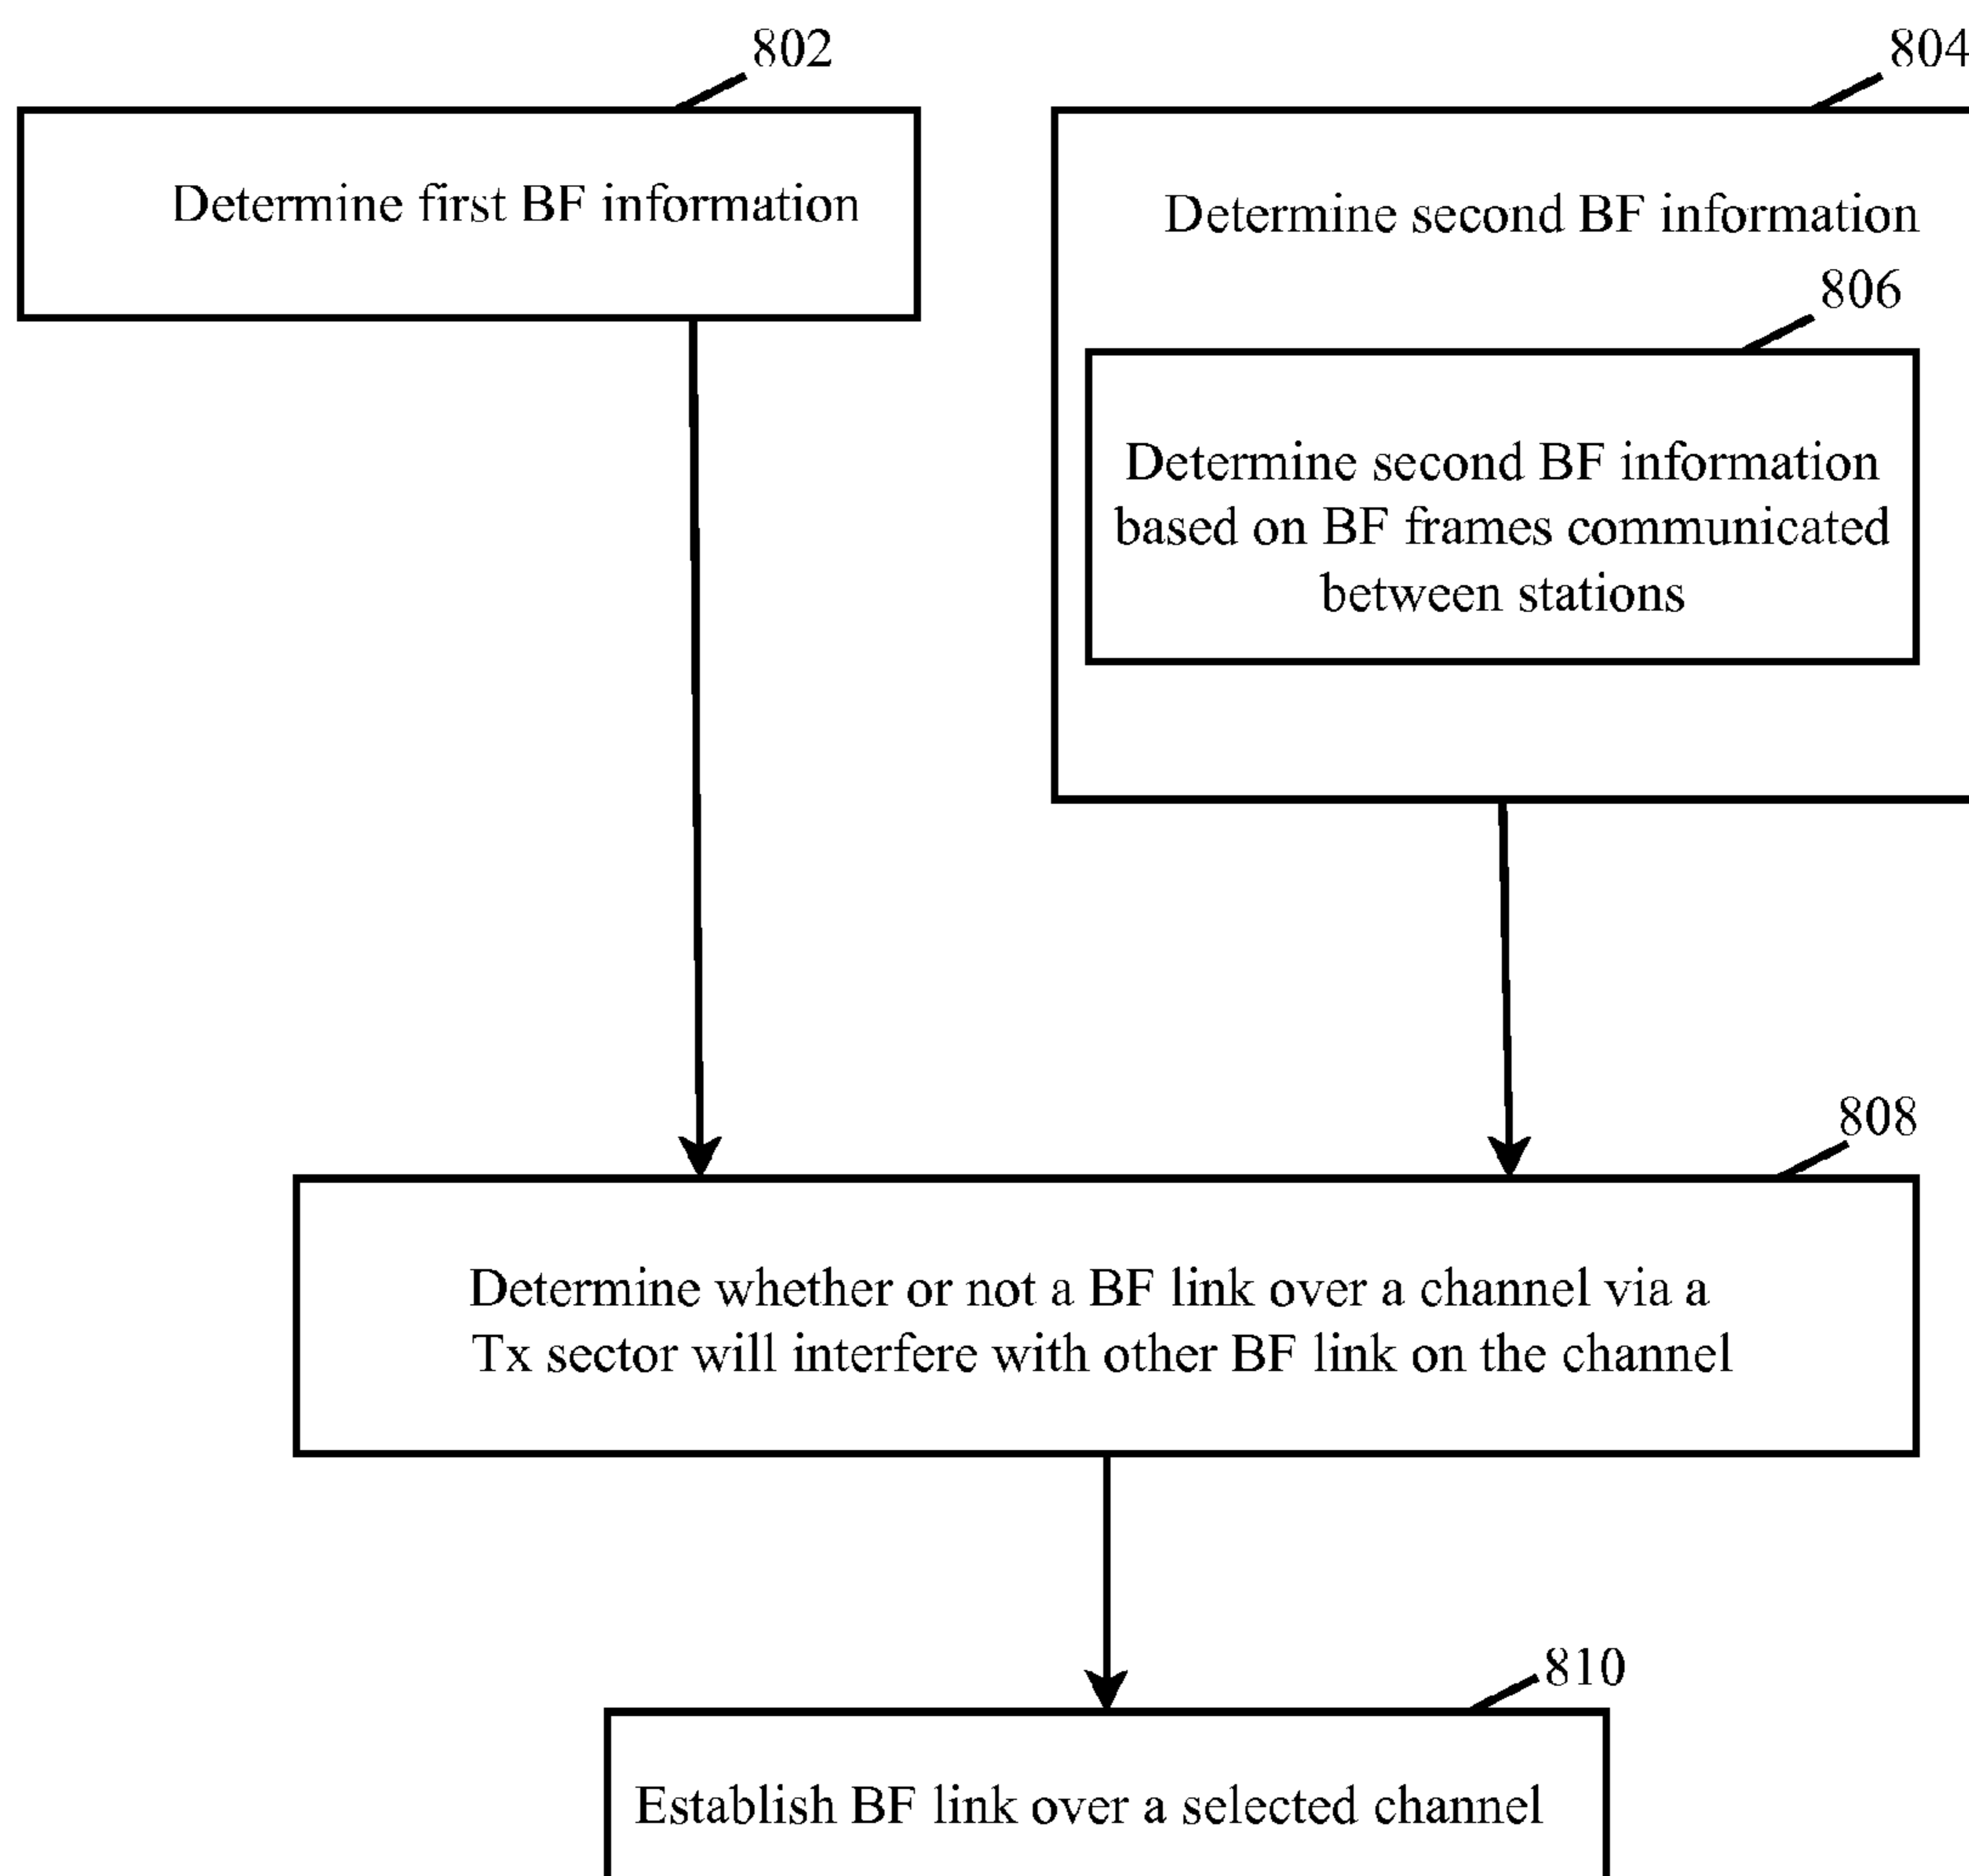 802
Determine first BF information
804
Determine second BF information
806
Determine second BF information
based on BF frames communicated
between stations
808
Determine whether or not a BF link over a channel via a
Tx sector will interfere with other BF link on the channel
810
Establish BF link over a selected channel